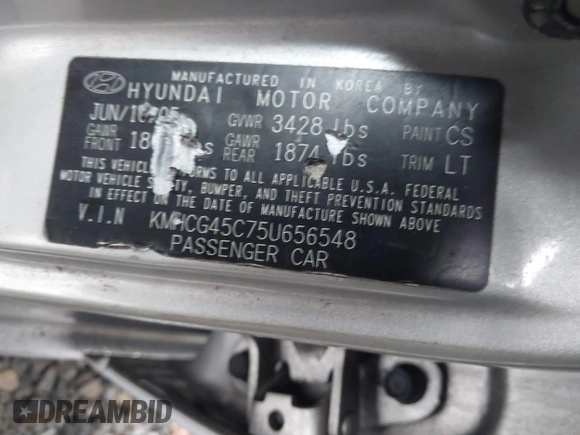 MANUFACTURED IN KOREA BY
HYUNDAI MOTOR COMPANY
GVWR 3428 lbs PAINT CS
GAWR FRONT GAWR REAR 1874 lbs TRIM LT
THIS VEHICLE CONFORMS TO ALL APPLICABLE U.S.A. FEDERAL
MOTOR VEHICLE SAFETY, BUMPER, AND THEFT PREVENTION STANDARDS
IN EFFECT ON THE DATE OF MANUFACTURE SHOWN ABOVE
V.I.N KMHCG45C75U656548
PASSENGER CAR
DREAMBID